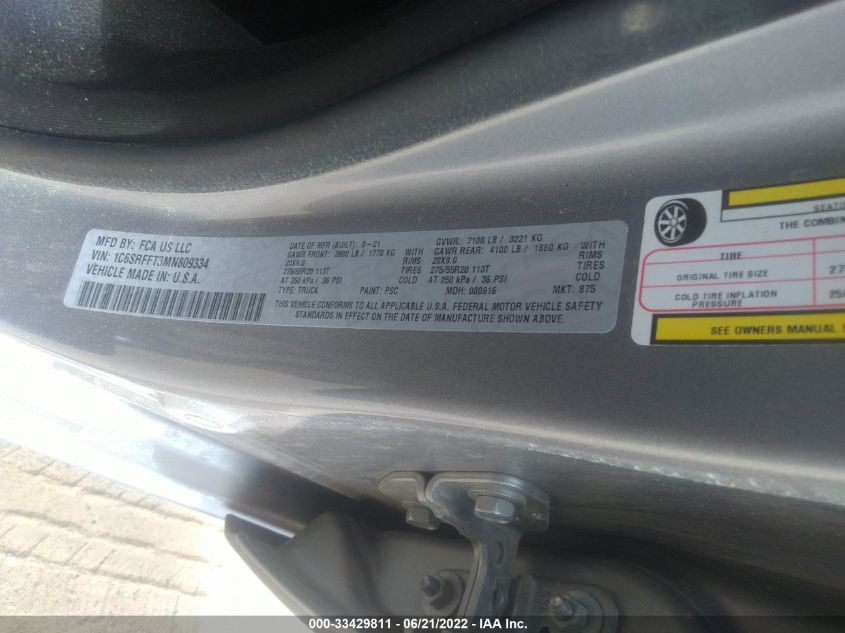 MFD BY: FCA US LLC
VIN: 1C6SRFFT3MN809334
VEHICLE MADE IN: U.S.A.
DATE OF MFR (BUILT): 8-21
GVWR: 7100 LB / 3221 KG
GAWR FRONT: 3900 LB / 1770 KG
GAWR REAR: 4100 LB / 1860 KG
20X9.0 RIMS 20X9.0 RIMS
275/55R20 113T TIRES 275/55R20 113T TIRES
AT 250 kPa / 36 PSI COLD AT 250 kPa / 36 PSI COLD
TYPE: TRUCK PAINT: PSC MDH: 080916 MKT: 875
THIS VEHICLE CONFORMS TO ALL APPLICABLE U.S.A. FEDERAL MOTOR VEHICLE SAFETY
STANDARDS IN EFFECT ON THE DATE OF MANUFACTURE SHOWN ABOVE.
THE
TIRE
ORIGINAL TIRE SIZE
COLD TIRE INFLATION
PRESSURE
SEE OWNERS MANUAL
000-33429811 - 06/21/2022 - IAA Inc.